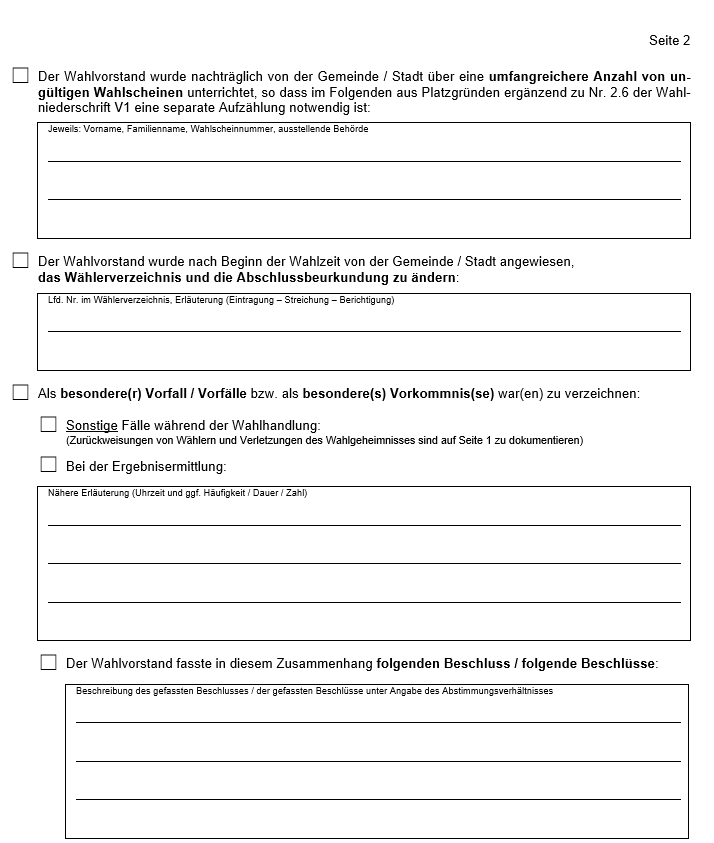 Seite 2
Der Wahlvorstand wurde nachträglich von der Gemeinde / Stadt über eine umfangreichere Anzahl von un-
gültigen Wahlscheinen unterrichtet, so dass im Folgenden aus Platzgründen ergänzend zu Nr. 2.6 der Wahl-
niederschrift V1 eine separate Aufzählung notwendig ist:
Jeweils: Vorname, Familienname, Wahlscheinnummer, ausstellende Behörde
Der Wahlvorstand wurde nach Beginn der Wahlzeit von der Gemeinde / Stadt angewiesen,
das Wählerverzeichnis und die Abschlussbeurkundung zu ändern:
Lfd. Nr. im Wählerverzeichnis, Erläuterung (Eintragung – Streichung – Berichtigung)
Als besondere(r) Vorfall / Vorfälle bzw. als besondere(s) Vorkommnis(se) war(en) zu verzeichnen:
Sonstige Fälle während der Wahlhandlung:
(Zurückweisungen von Wählern und Verletzungen des Wahlgeheimnisses sind auf Seite 1 zu dokumentieren)
Bei der Ergebnisermittlung:
Nähere Erläuterung (Uhrzeit und ggf. Häufigkeit / Dauer / Zahl)
Der Wahlvorstand fasste in diesem Zusammenhang folgenden Beschluss / folgende Beschlüsse:
Beschreibung des gefassten Beschlusses / der gefassten Beschlüsse unter Angabe des Abstimmungsverhältnisses